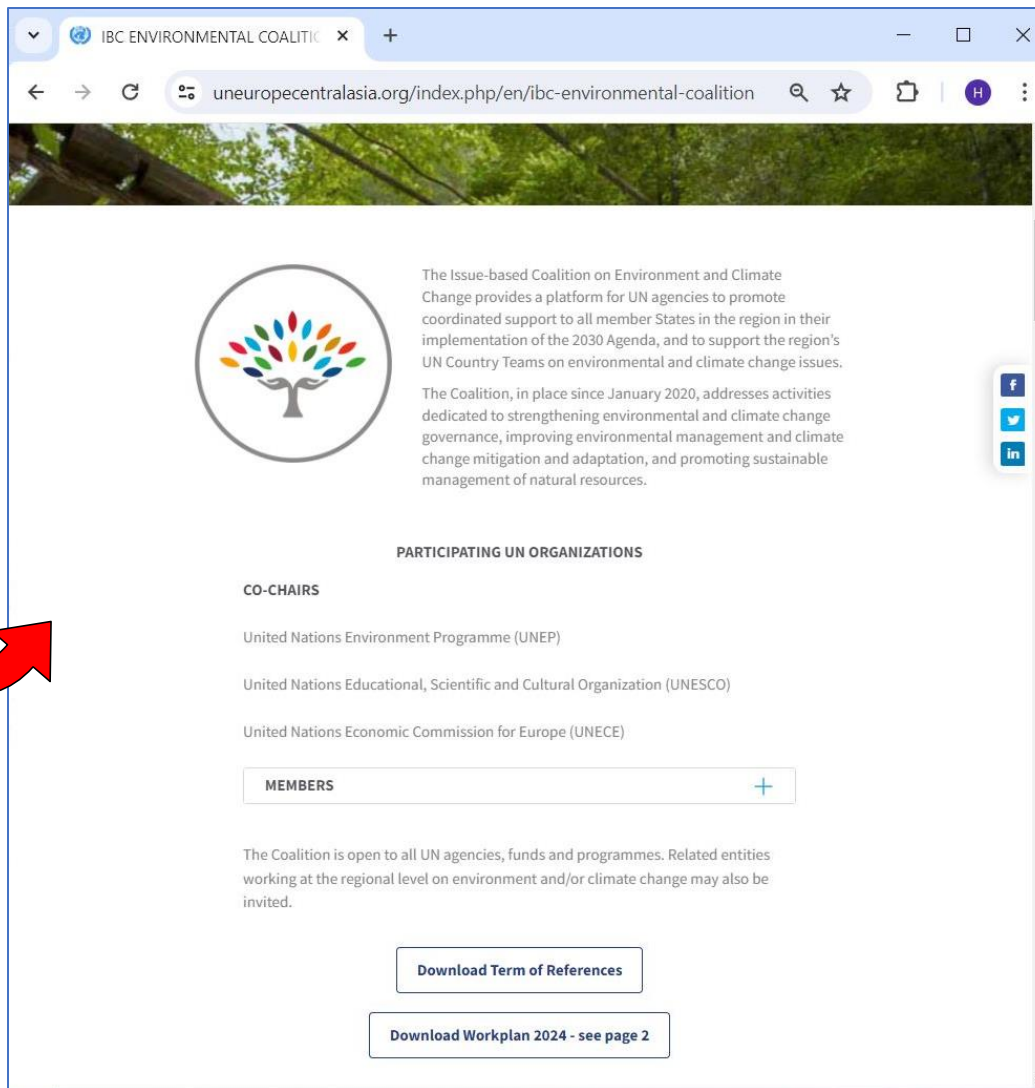 IBC ENVIRONMENTAL COALITIC
uneuropecentralasia.org/index.php/en/ibc-environmental-coalition
H
The Issue-based Coalition on Environment and Climate
Change provides a platform for UN agencies to promote
coordinated support to all member States in the region in their
implementation of the 2030 Agenda, and to support the region's
UN Country Teams on environmental and climate change issues.
The Coalition, in place since January 2020, addresses activities
dedicated to strengthening environmental and climate change
governance, improving environmental management and climate
change mitigation and adaptation, and promoting sustainable
management of natural resources.
f
in
PARTICIPATING UN ORGANIZATIONS
CO-CHAIRS
United Nations Environment Programme (UNEP)
United Nations Educational, Scientific and Cultural Organization (UNESCO)
United Nations Economic Commission for Europe (UNECE)
MEMBERS
The Coalition is open to all UN agencies, funds and programmes. Related entities
working at the regional level on environment and/or climate change may also be
invited.
Download Term of References
Download Workplan 2024 - see page 2